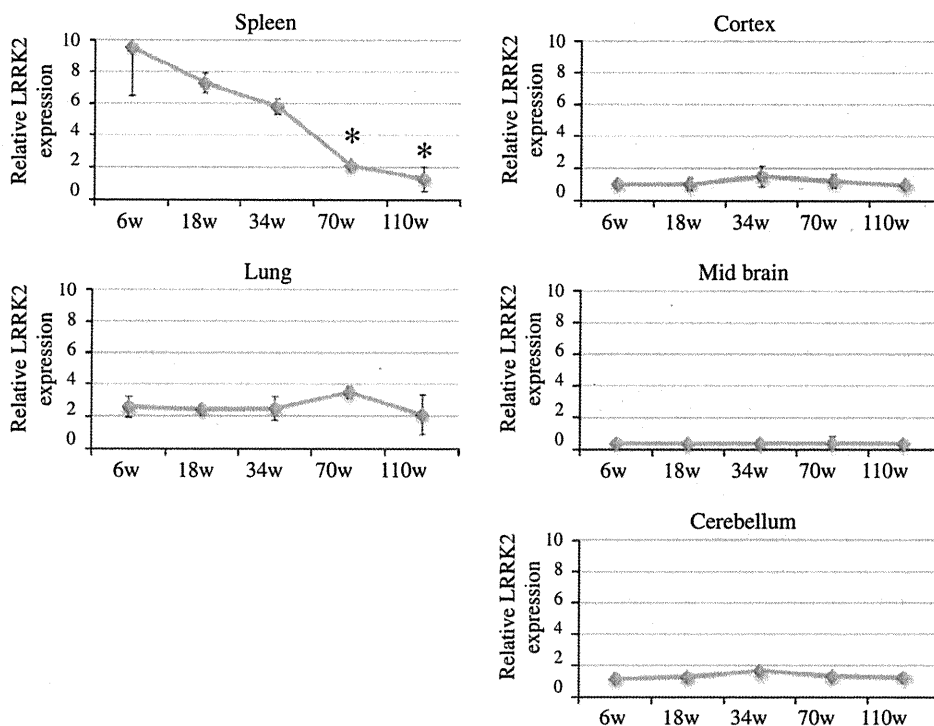 Spleen
Relative LRRK2
expression
10
8
6
4
2
0
*
*
6w 18w 34w 70w 110w
Lung
Relative LRRK2
expression
10
8
6
4
2
0
6w 18w 34w 70w 110w
Cortex
Relative LRRK2
expression
10
8
6
4
2
0
6w 18w 34w 70w 110w
Mid brain
Relative LRRK2
expression
10
8
6
4
2
0
6w 18w 34w 70w 110w
Cerebellum
Relative LRRK2
expression
10
8
6
4
2
0
6w 18w 34w 70w 110w